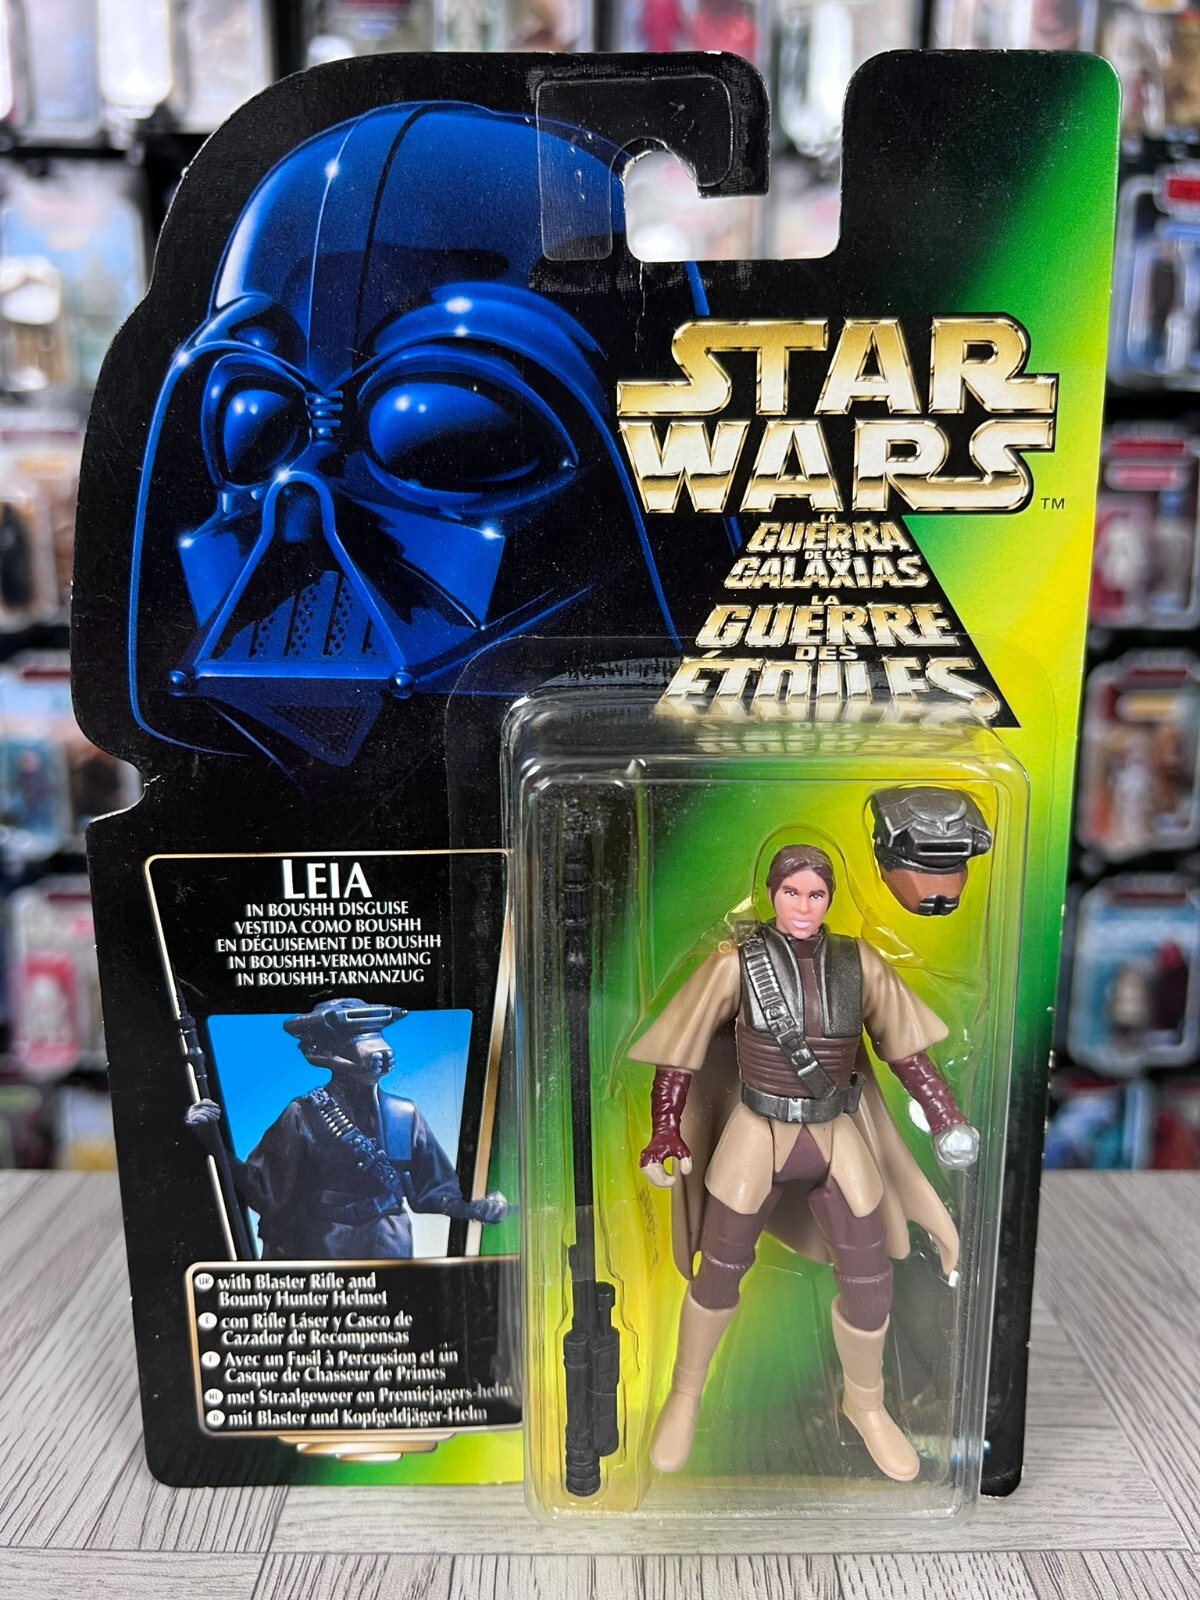 STAR
WARS
TM
LA
GUERRA
DE LAS
GALAXIAS
LA
GUERRE
DES
ÉTOILES
LEIA
IN BOUSHH DISGUISE
VESTIDA COMO BOUSHH
EN DÉGUISEMENT DE BOUSHH
IN BOUSHH-VERMOMMING
IN BOUSHH-TARNANZUG
UK with Blaster Rifle and
Bounty Hunter Helmet
E con Rifle Láser y Casco de
Cazador de Recompensas
F Avec un Fusil à Percussion et un
Casque de Chasseur de Primes
NL met Straalgeweer en Premiejagers-helm
D mit Blaster und Kopfgeldjäger-Helm